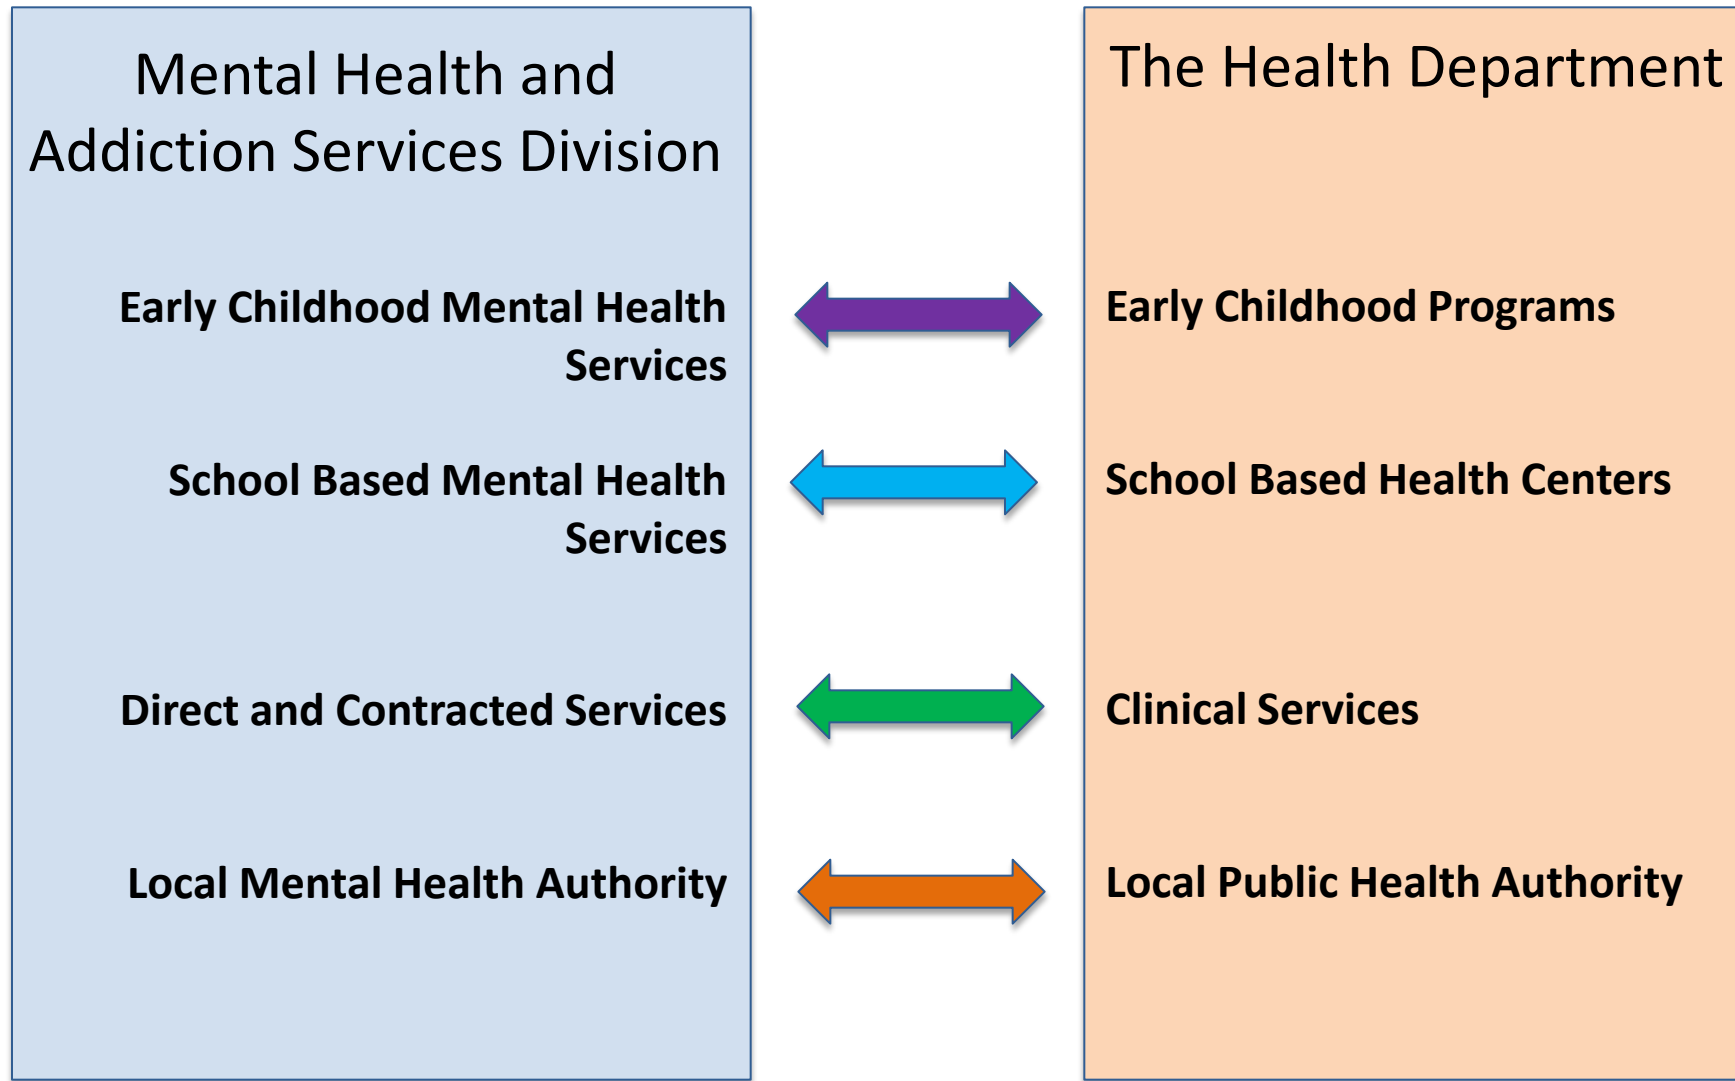 Mental Health and
Addiction Services Division
The Health Department
Early Childhood Mental Health
Services
Early Childhood Programs
School Based Mental Health
Services
School Based Health Centers
Direct and Contracted Services
Clinical Services
Local Mental Health Authority
Local Public Health Authority